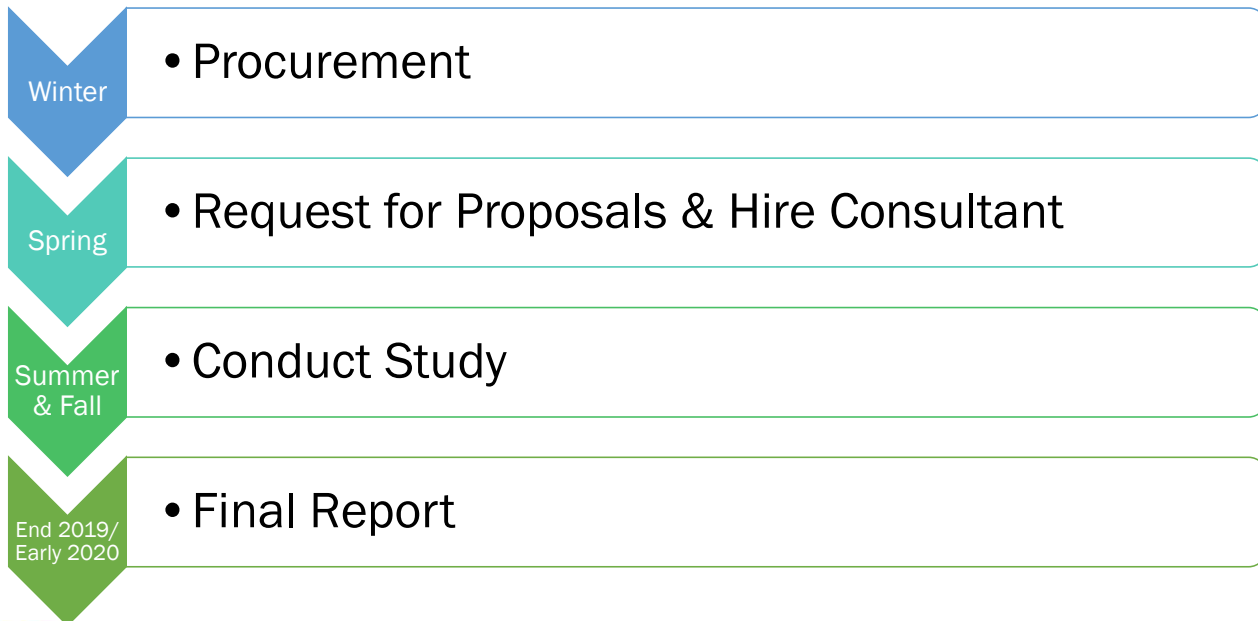 Winter
• Procurement
Spring
• Request for Proposals & Hire Consultant
Summer
& Fall
• Conduct Study
End 2019/
Early 2020
• Final Report